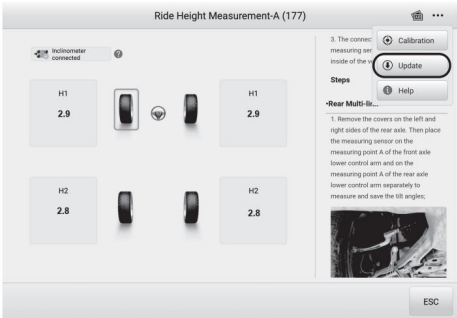 Ride Height Measurement-A (177)
Inclinometer
connected
H1
2.9
H1
2.9
H2
2.8
H2
2.8
3. The connec
measuring ser
inside of the v
Steps
•Rear Multi-lin...
1. Remove the covers on the left and
right sides of the rear axle. Then place
the measuring sensor on the
measuring point A of the front axle
lower control arm and on the
measuring point A of the rear axle
lower control arm separately to
measure and save the tilt angles;
Calibration
Update
Help
ESC